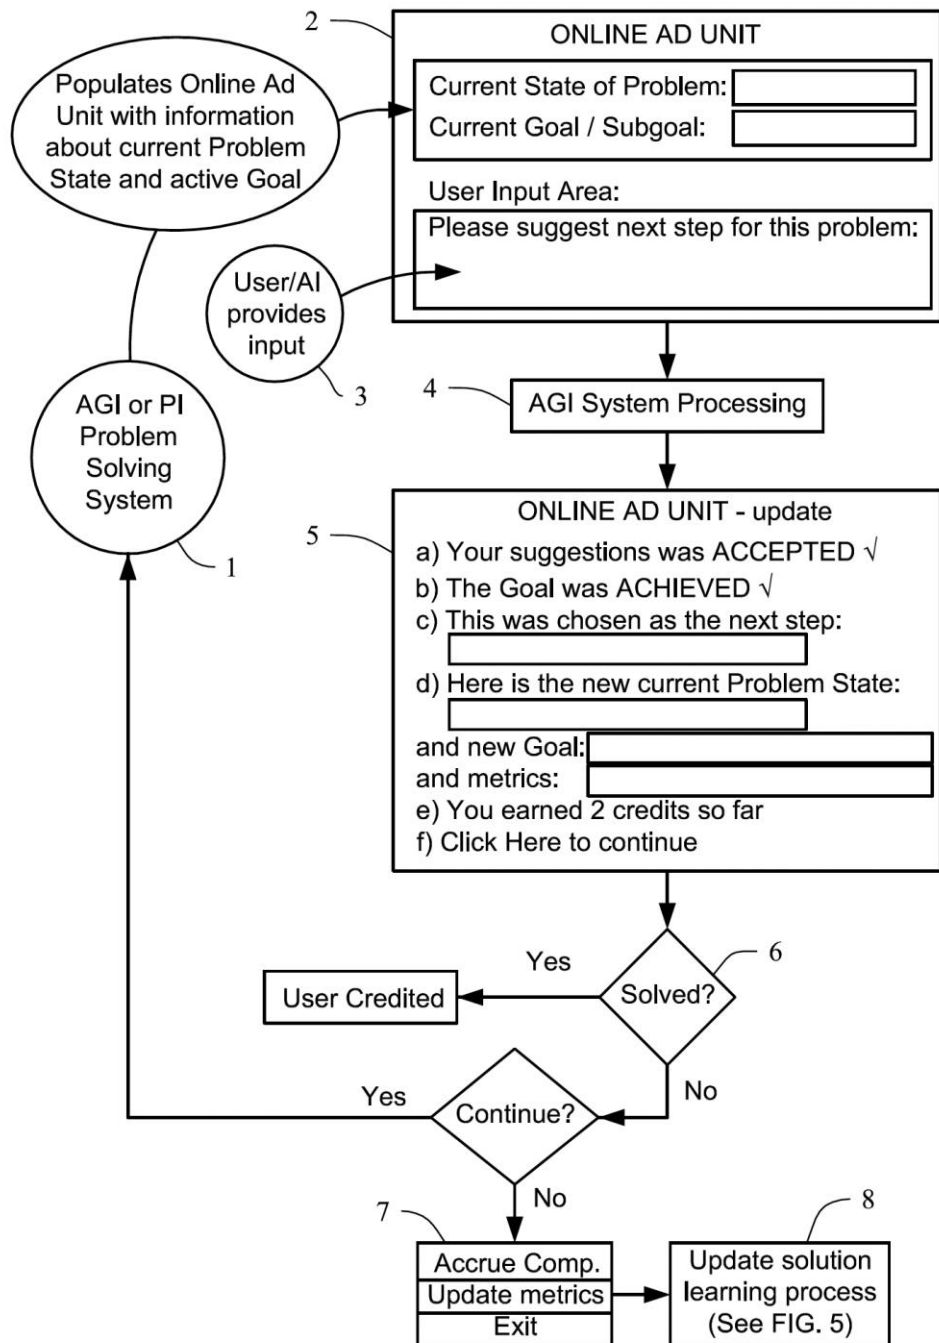 2
ONLINE AD UNIT
Populates Online Ad
Unit with information
about current Problem
State and active Goal
Current State of Problem:
Current Goal / Subgoal:
User Input Area:
Please suggest next step for this problem:
User/AI
provides
input
3
4
AGI System Processing
AGI or PI
Problem
Solving
System
1
5
ONLINE AD UNIT - update
a) Your suggestions was ACCEPTED √
b) The Goal was ACHIEVED √
c) This was chosen as the next step:
d) Here is the new current Problem State:
and new Goal:
and metrics:
e) You earned 2 credits so far
f) Click Here to continue
6
Yes
Solved?
User Credited
No
Yes
Continue?
No
7
8
Accrue Comp.
Update metrics
Exit
Update solution
learning process
(See FIG. 5)